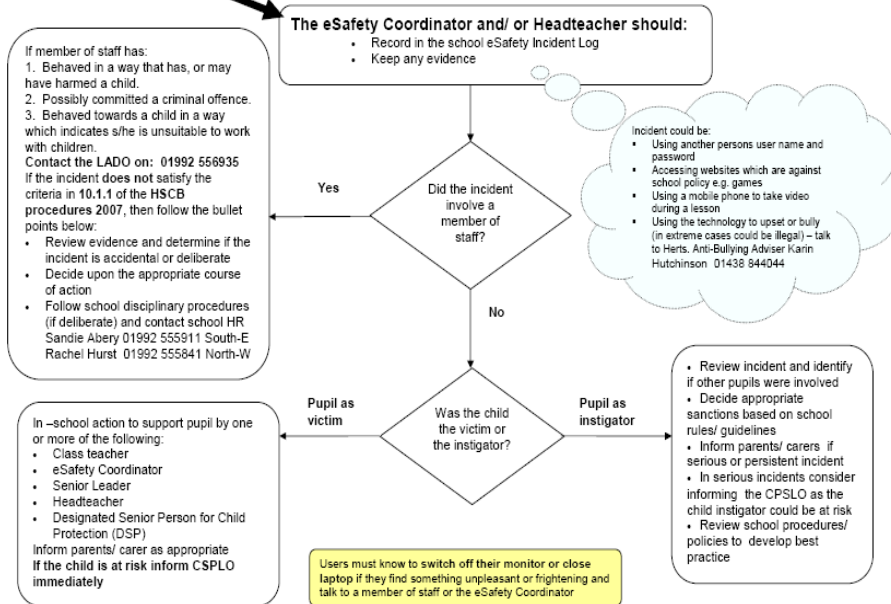 The eSafety Coordinator and/ or Headteacher should:
• Record in the school eSafety Incident Log
• Keep any evidence
If member of staff has:
1. Behaved in a way that has, or may
have harmed a child.
2. Possibly committed a criminal offence.
3. Behaved towards a child in a way
which indicates s/he is unsuitable to work
with children.
Contact the LADO on: 01992 556935
If the incident does not satisfy the
criteria in 10.1.1 of the HSCB
procedures 2007, then follow the bullet
points below:
• Review evidence and determine if the
incident is accidental or deliberate
• Decide upon the appropriate course
of action
• Follow school disciplinary procedures
(if deliberate) and contact school HR
Sandie Abery 01992 555911 South-E
Rachel Hurst 01992 555841 North-W
Yes
Did the incident
involve a
member of
staff?
Incident could be:
▪ Using another persons user name and
password
▪ Accessing websites which are against
school policy e.g. games
▪ Using a mobile phone to take video
during a lesson
▪ Using the technology to upset or bully
(in extreme cases could be illegal) – talk
to Herts. Anti-Bullying Adviser Karin
Hutchinson 01438 844044
No
In –school action to support pupil by one
or more of the following:
• Class teacher
• eSafety Coordinator
• Senior Leader
• Headteacher
• Designated Senior Person for Child
Protection (DSP)
Inform parents/ carer as appropriate
If the child is at risk inform CSPLO
immediately
Pupil as
victim
Was the child
the victim or
the instigator?
Pupil as
instigator
• Review incident and identify
if other pupils were involved
• Decide appropriate
sanctions based on school
rules/ guidelines
• Inform parents/ carers if
serious or persistent incident
• In serious incidents consider
informing the CPSLO as the
child instigator could be at risk
• Review school procedures/
policies to develop best
practice
Users must know to switch off their monitor or close
laptop if they find something unpleasant or frightening and
talk to a member of staff or the eSafety Coordinator